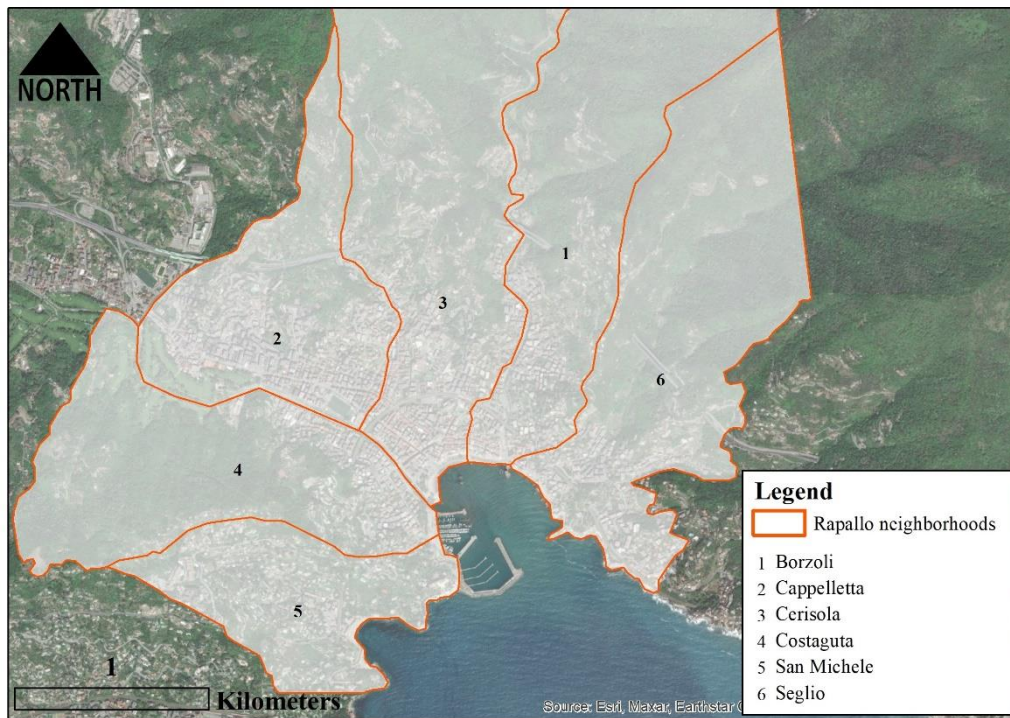 NORTH
1
3
2
6
4
5
Legend
Rapallo neighborhoods
1 Borzoli
2 Cappelletta
3 Cerisola
4 Costaguta
5 San Michele
6 Seglio
1
Kilometers
Source: Esri, Maxar, Earthstar